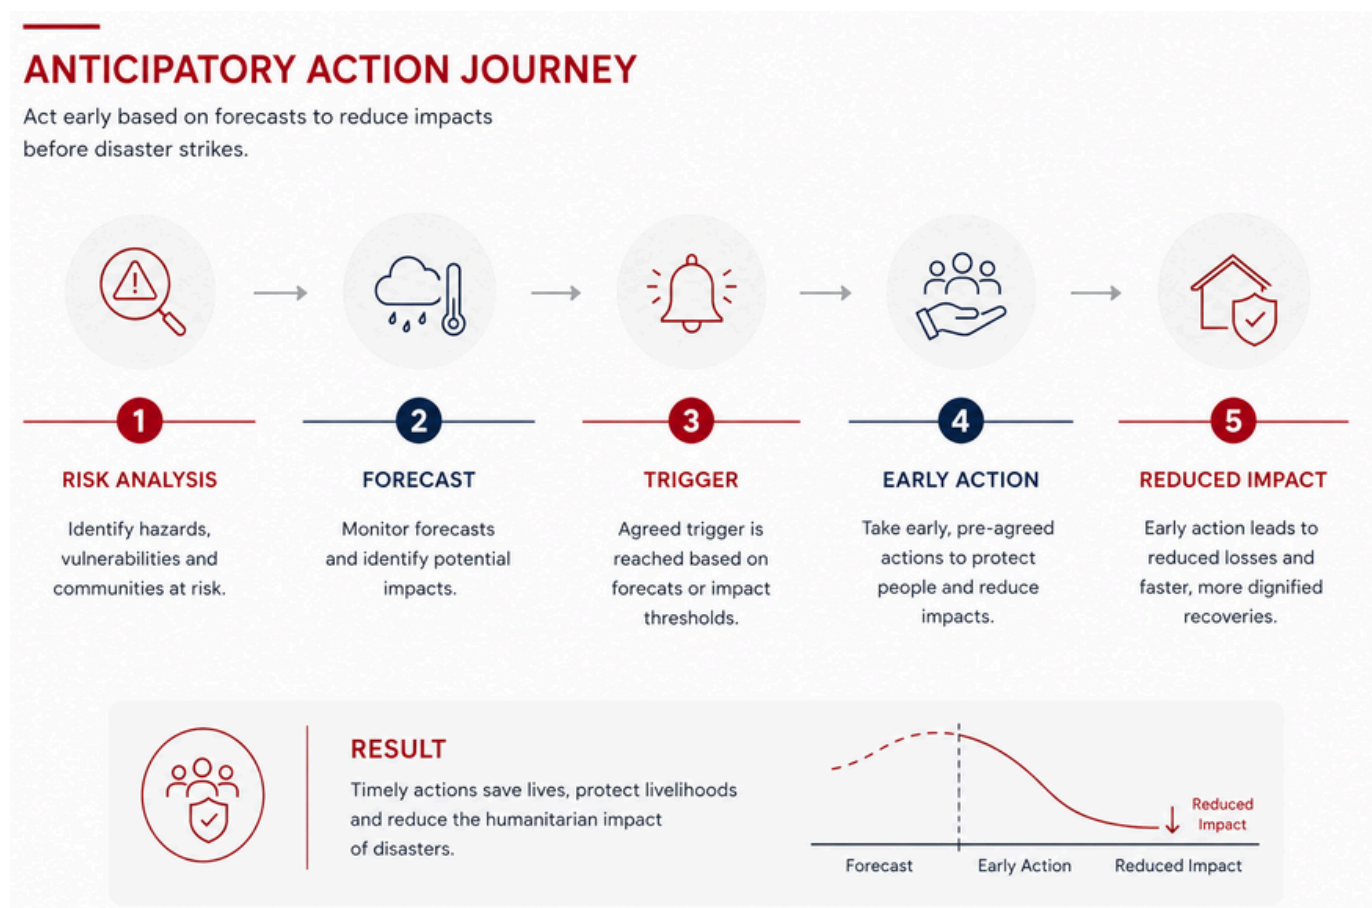 ANTICIPATORY ACTION JOURNEY
Act early based on forecasts to reduce impacts
before disaster strikes.
1
RISK ANALYSIS
Identify hazards,
vulnerabilities and
communities at risk.
2
FORECAST
Monitor forecasts
and identify potential
impacts.
3
TRIGGER
Agreed trigger is
reached based on
forecats or impact
thresholds.
4
EARLY ACTION
Take early, pre-agreed
actions to protect
people and reduce
impacts.
5
REDUCED IMPACT
Early action leads to
reduced losses and
faster, more dignified
recoveries.
RESULT
Timely actions save lives, protect livelihoods
and reduce the humanitarian impact
of disasters.
Reduced
Impact
Forecast
Early Action
Reduced Impact